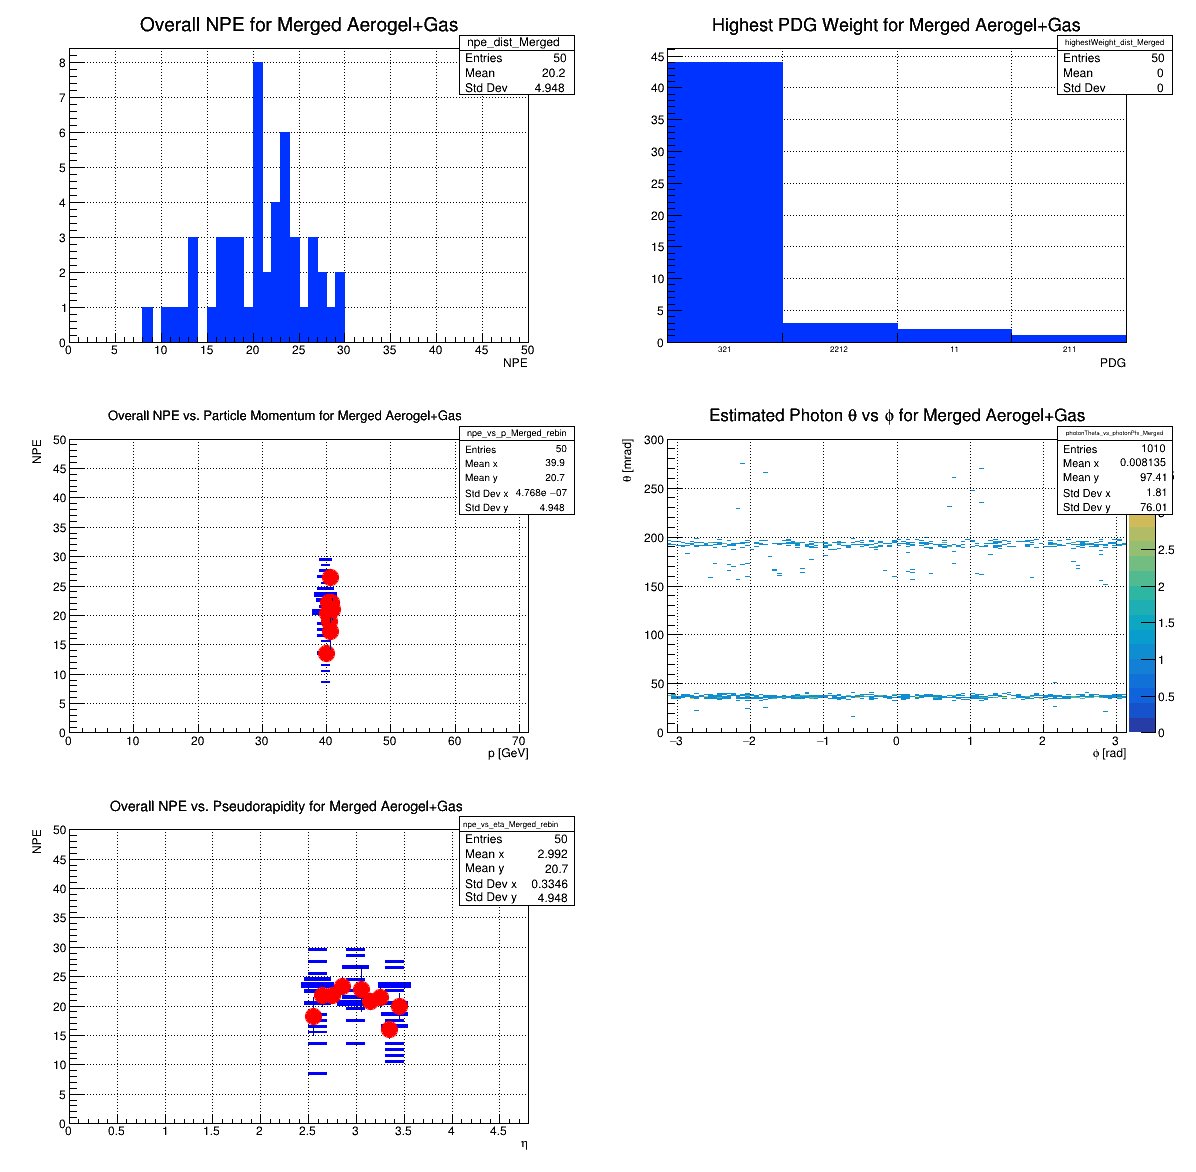 Overall NPE for Merged Aerogel+Gas
npe_dist_Merged
Entries 50
Mean 20.2
Std Dev 4.948
8
7
6
5
4
3
2
1
0
0 5 10 15 20 25 30 35 40 45 50
NPE
Highest PDG Weight for Merged Aerogel+Gas
highestWeight_dist_Merged
Entries 50
Mean 0
Std Dev 0
45
40
35
30
25
20
15
10
5
0
321 2212 11 211
PDG
Overall NPE vs. Particle Momentum for Merged Aerogel+Gas
npe_vs_p_Merged_rebin
Entries 50
Mean x 39.9
Mean y 20.7
Std Dev x 4.768e −07
Std Dev y 4.948
NPE
50
45
40
35
30
25
20
15
10
5
0
0 10 20 30 40 50 60 70
p [GeV]
Estimated Photon θ vs ϕ for Merged Aerogel+Gas
photonTheta_vs_photonPhi_Merged
Entries 1010
Mean x 0.008135
Mean y 97.41
Std Dev x 1.81
Std Dev y 76.01
θ [mrad]
300
250
200
150
100
50
0
−3 −2 −1 0 1 2 3
ϕ [rad]
2.5
2
1.5
1
0.5
0
Overall NPE vs. Pseudorapidity for Merged Aerogel+Gas
npe_vs_eta_Merged_rebin
Entries 50
Mean x 2.992
Mean y 20.7
Std Dev x 0.3346
Std Dev y 4.948
NPE
50
45
40
35
30
25
20
15
10
5
0
0 0.5 1 1.5 2 2.5 3 3.5 4 4.5
η